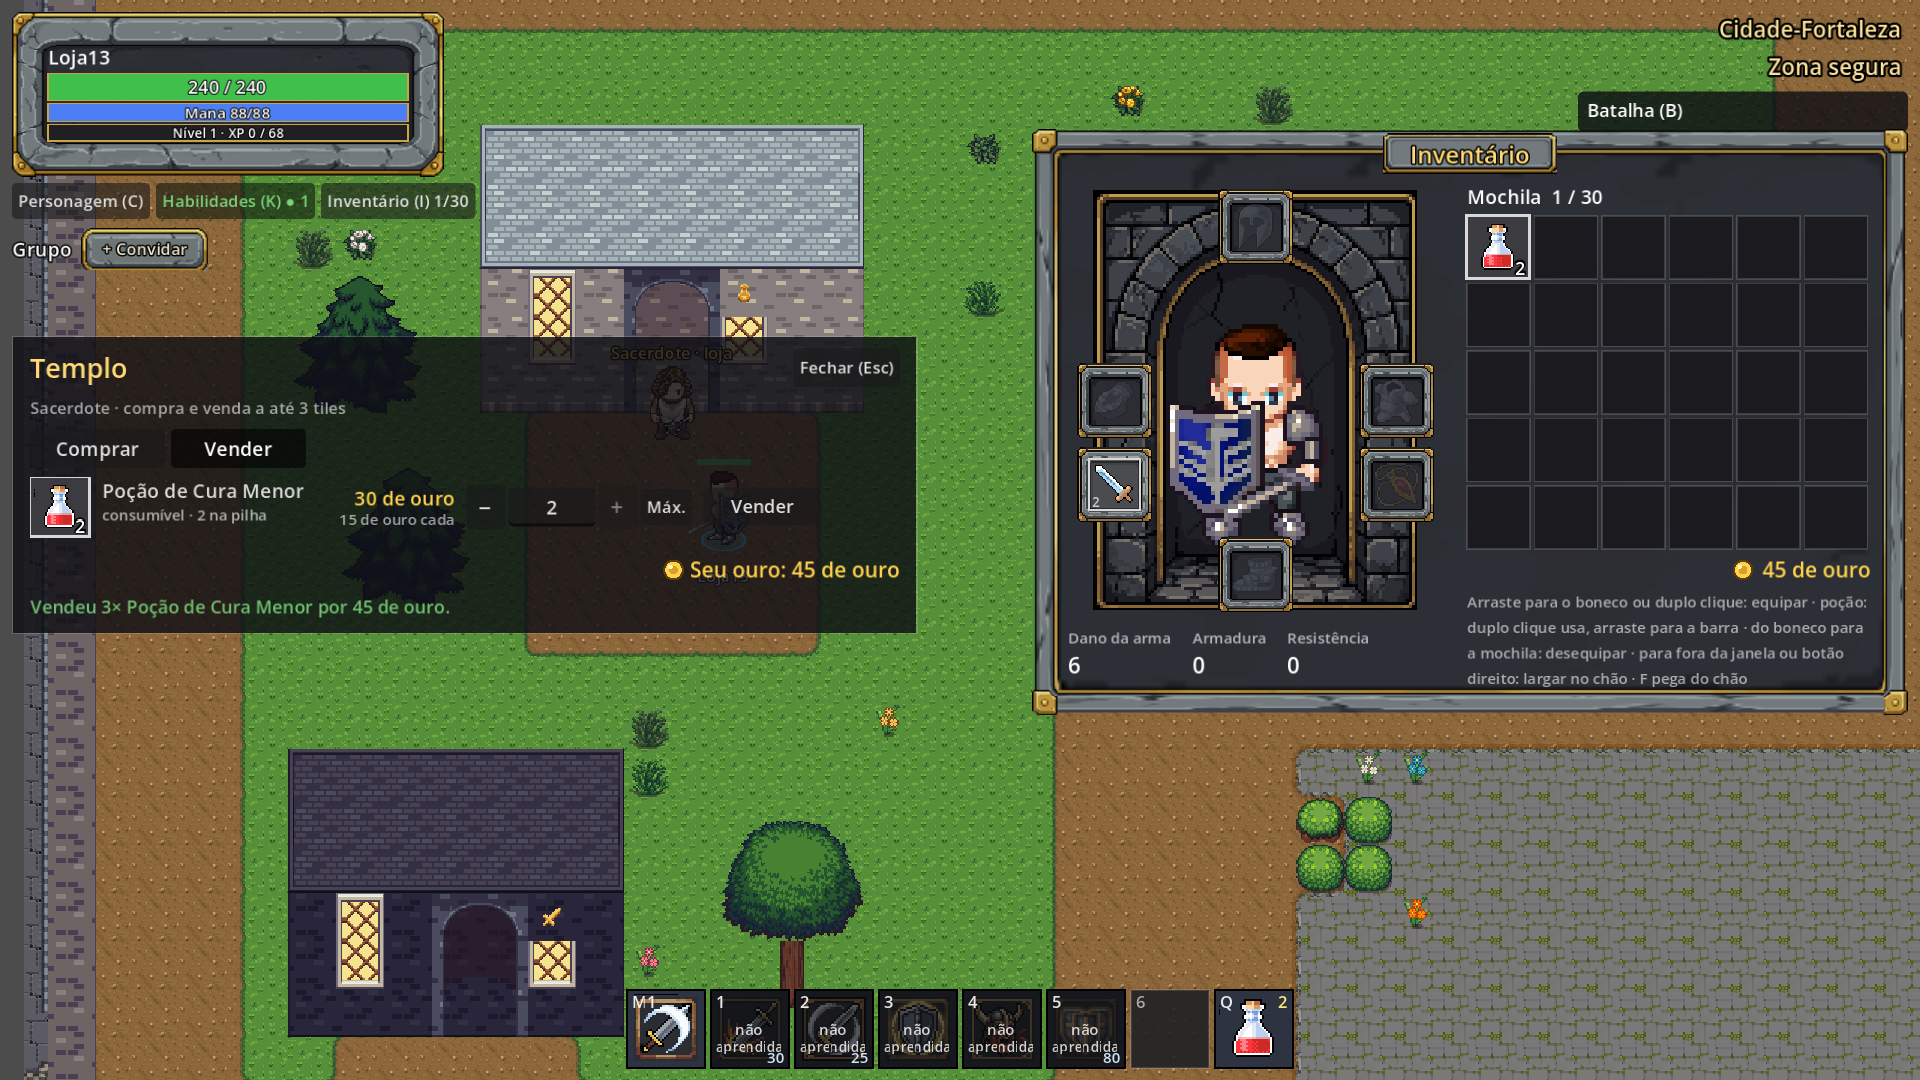 Loja13
240 / 240
Mana 88/88
Nível 1 · XP 0 / 68
Personagem (C)
Habilidades (K) ● 1
Inventário (I) 1/30
Grupo
+ Convidar
Cidade-Fortaleza
Zona segura
Batalha (B)
Sacerdote · loja
Templo
Fechar (Esc)
Sacerdote · compra e venda a até 3 tiles
Comprar
Vender
2
Poção de Cura Menor
consumível · 2 na pilha
30 de ouro
15 de ouro cada
−
2
+
Máx.
Vender
Seu ouro: 45 de ouro
Vendeu 3× Poção de Cura Menor por 45 de ouro.
Inventário
Mochila 1 / 30
2
2
45 de ouro
Arraste para o boneco ou duplo clique: equipar · poção:
duplo clique usa, arraste para a barra · do boneco para
a mochila: desequipar · para fora da janela ou botão
direito: largar no chão · F pega do chão
Dano da arma
6
Armadura
0
Resistência
0
M1
1
não
aprendida
30
2
não
aprendida
25
3
não
aprendida
4
não
aprendida
5
não
aprendida
80
6
Q
2